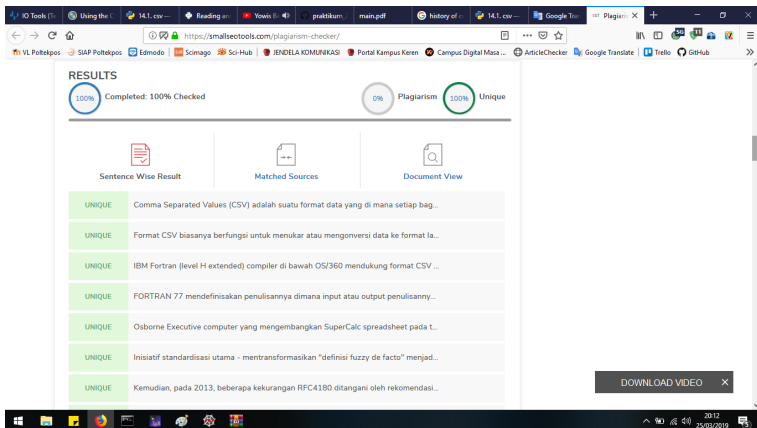 IO Tools (To
Using the C
14.1. csv —
Reading an
Yowis B
praktikum_
main.pdf
history of c
14.1. csv —
Google Tra
Plagiaris
https://smallseotools.com/plagiarism-checker/
56
11
VL Poltekpos
SIAP Poltekpos
Edmodo
Scimago
Sci-Hub
JENDELA KOMUNIKASI
Portal Kampus Keren
Campus Digital Masa ...
ArticleChecker
Google Translate
Trello
GitHub
RESULTS
100%
Completed: 100% Checked
0%
Plagiarism
100%
Unique
Sentence Wise Result
Matched Sources
Document View
UNIQUE Comma Separated Values (CSV) adalah suatu format data yang di mana setiap bag...
UNIQUE Format CSV biasanya berfungsi untuk menukar atau mengonversi data ke format la...
UNIQUE IBM Fortran (level H extended) compiler di bawah OS/360 mendukung format CSV ...
UNIQUE FORTRAN 77 mendefinisakan penulisannya dimana input atau output penulisanny...
UNIQUE Osborne Executive computer yang mengembangkan SuperCalc spreadsheet pada t...
UNIQUE Inisiatif standardisasi utama - mentransformasikan "definisi fuzzy de facto" menjad...
UNIQUE Kemudian, pada 2013, beberapa kekurangan RFC4180 ditangani oleh rekomendasi...
DOWNLOAD VIDEO
20:12
25/03/2019